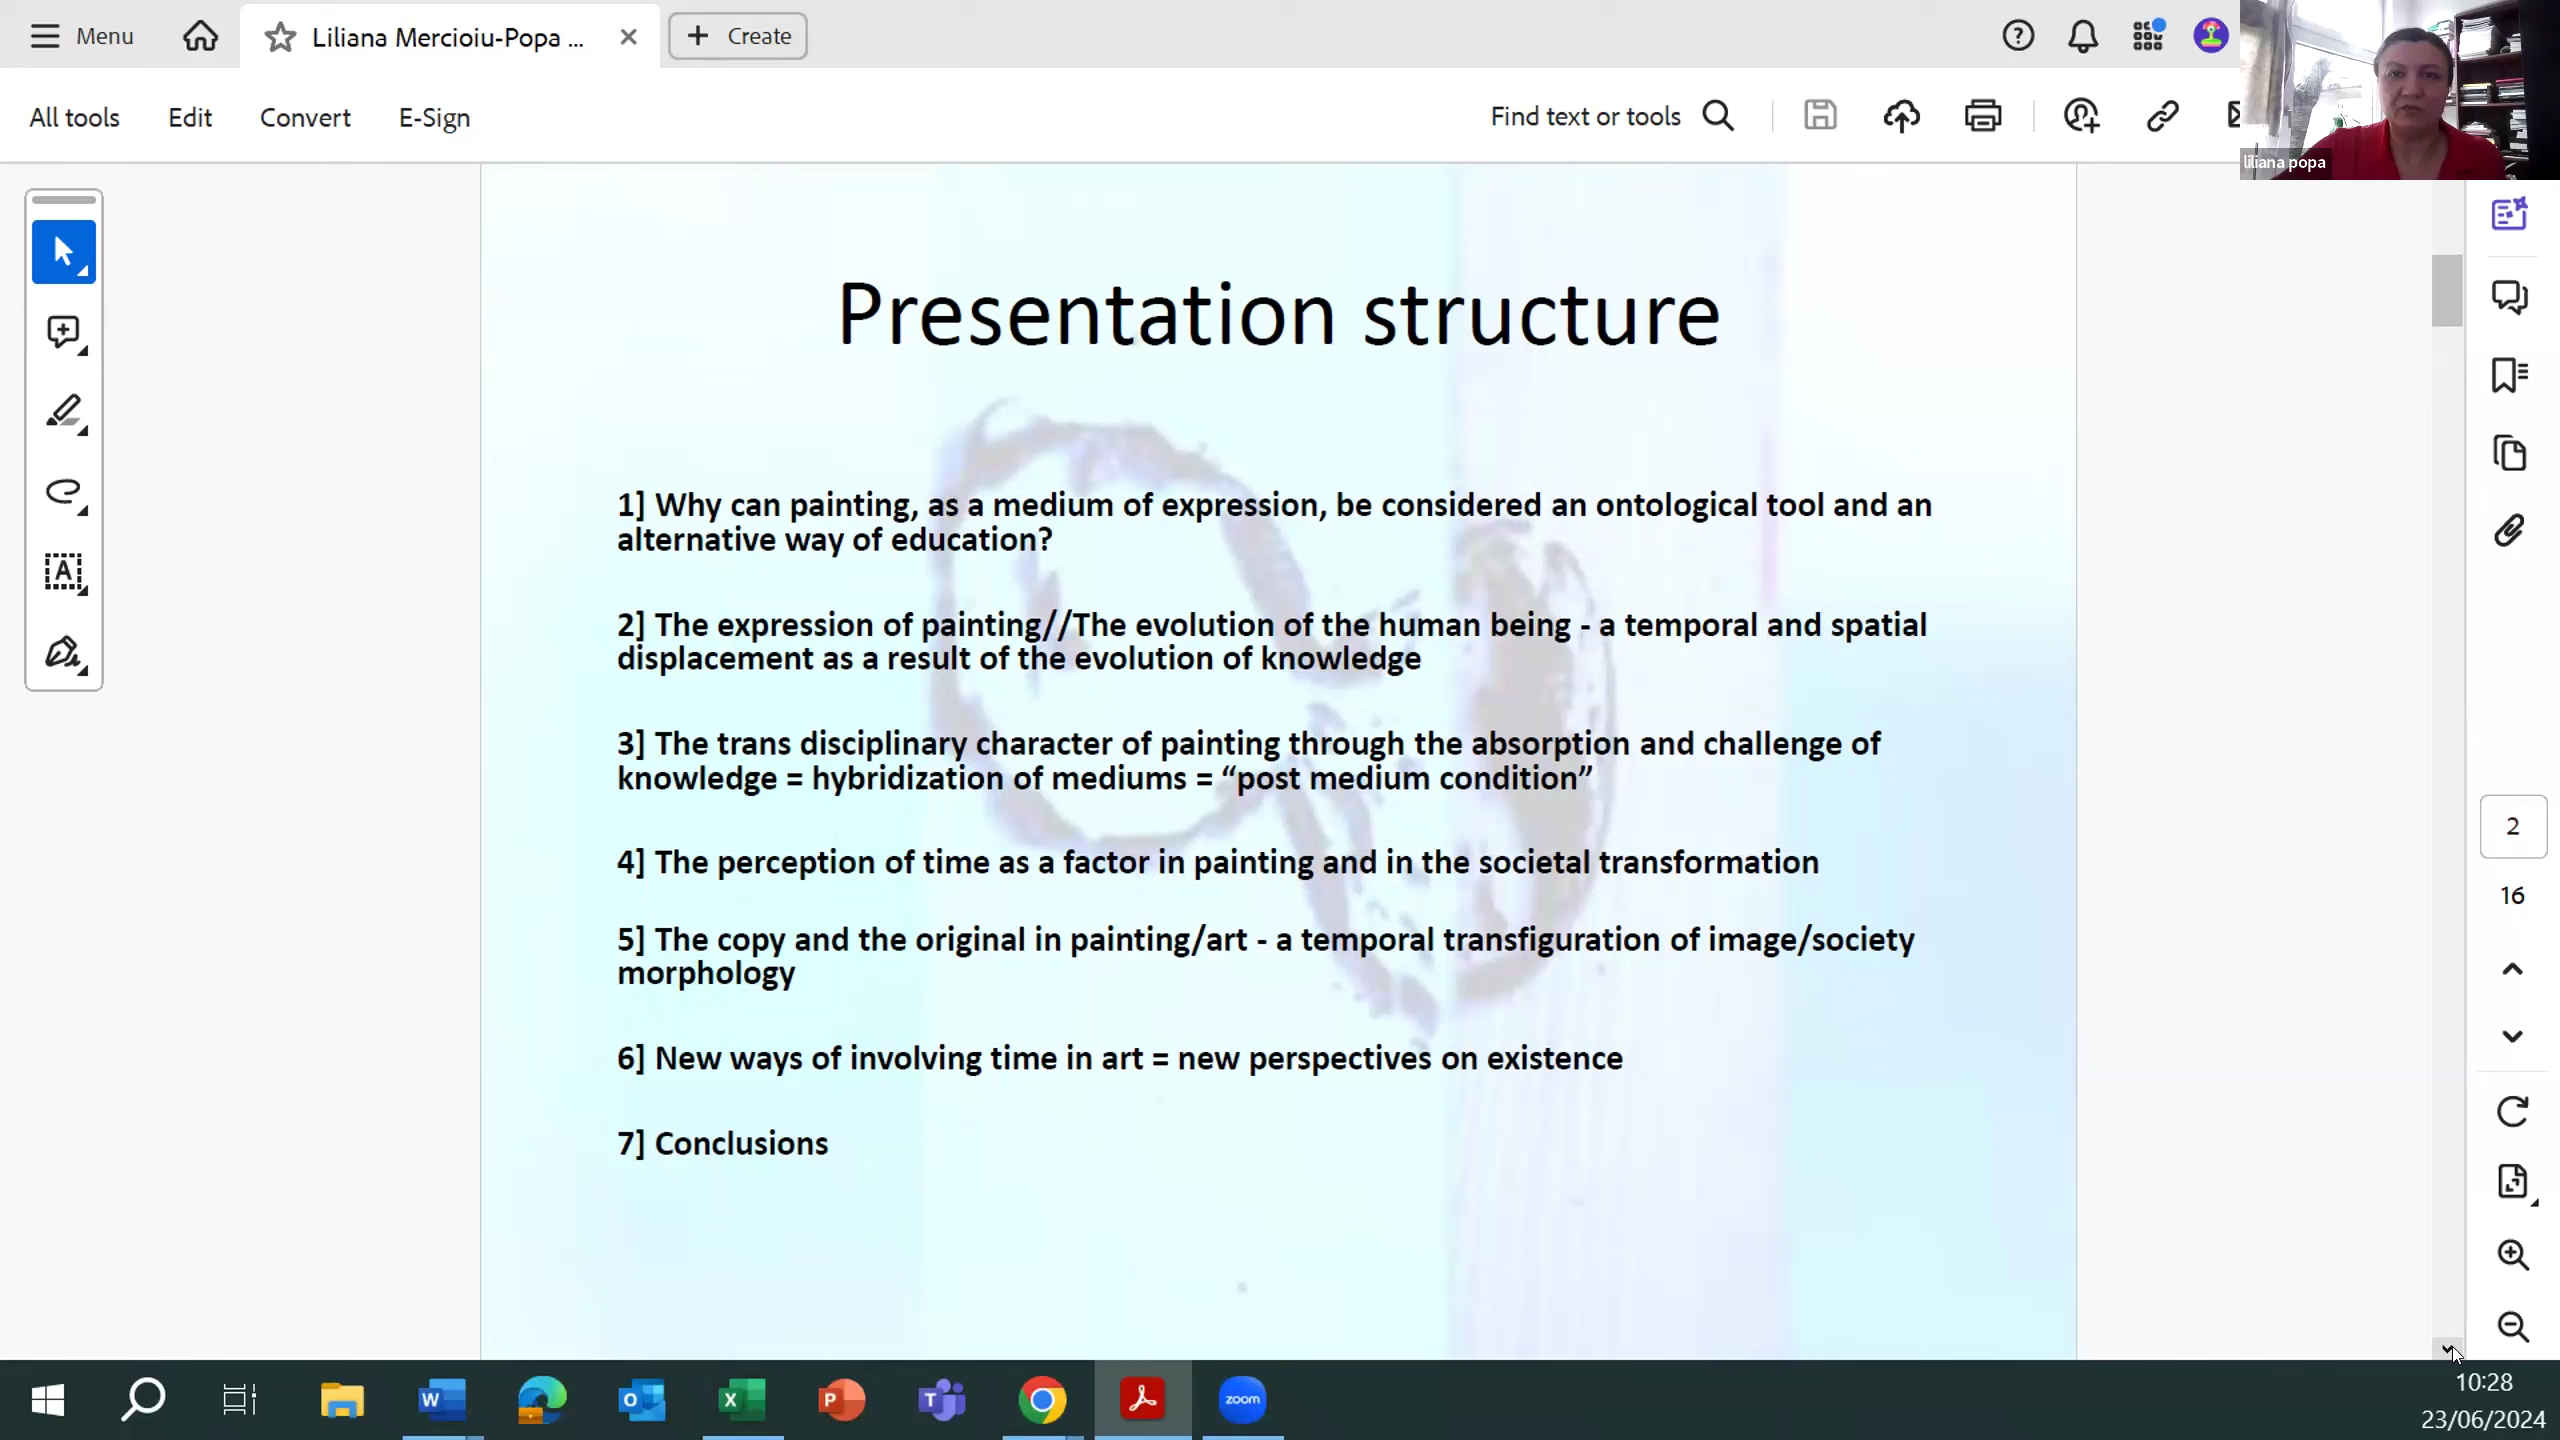 Menu
Liliana Mercioiu-Popa ...
Create
All tools
Edit
Convert
E-Sign
Find text or tools
liliana popa
Presentation structure
1] Why can painting, as a medium of expression, be considered an ontological tool and an
alternative way of education?
2] The expression of painting//The evolution of the human being - a temporal and spatial
displacement as a result of the evolution of knowledge
3] The trans disciplinary character of painting through the absorption and challenge of
knowledge = hybridization of mediums = “post medium condition”
4] The perception of time as a factor in painting and in the societal transformation
5] The copy and the original in painting/art - a temporal transfiguration of image/society
morphology
6] New ways of involving time in art = new perspectives on existence
7] Conclusions
2
16
zoom
10:28
23/06/2024